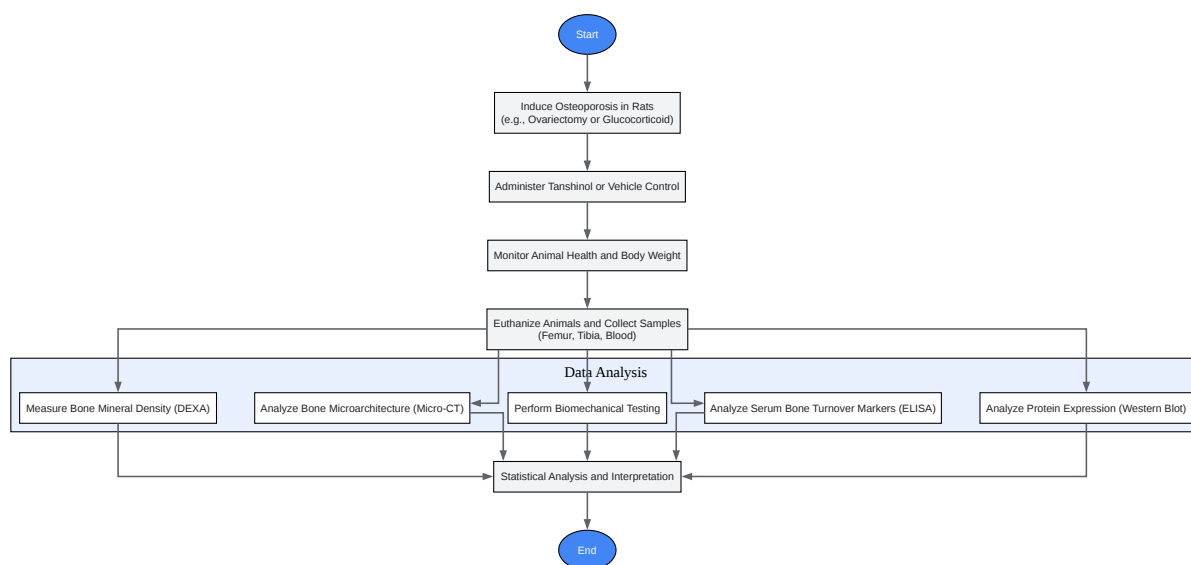 Start
Induce Osteoporosis in Rats
(e.g., Ovariectomy or Glucocorticoid)
Administer Tanshinol or Vehicle Control
Monitor Animal Health and Body Weight
Euthanize Animals and Collect Samples
(Femur, Tibia, Blood)
Data Analysis
Measure Bone Mineral Density (DEXA)
Analyze Bone Microarchitecture (Micro-CT)
Perform Biomechanical Testing
Analyze Serum Bone Turnover Markers (ELISA)
Analyze Protein Expression (Western Blot)
Statistical Analysis and Interpretation
End